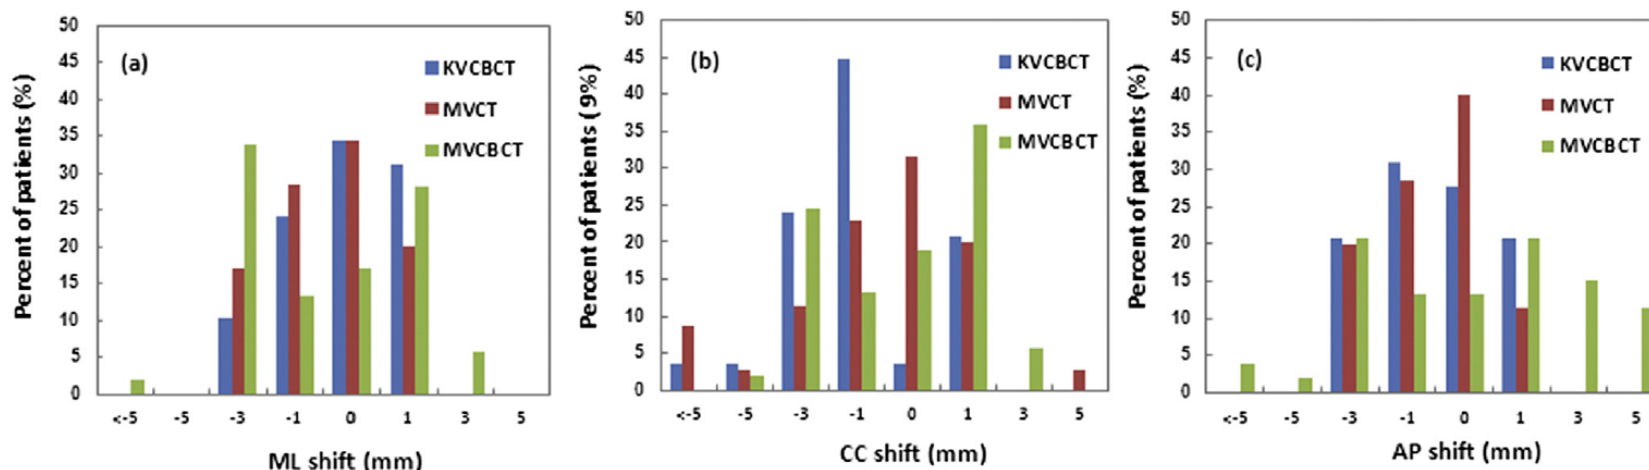 50
45
40
35
30
25
20
15
10
5
0
Percent of patients (%)
(a)
KVCBCT
MVCT
MVCBCT
<-5 -5 -3 -1 0 1 3 5
ML shift (mm)
50
45
40
35
30
25
20
15
10
5
0
Percent of patients (9%)
(b)
KVCBCT
MVCT
MVCBCT
<-5 -5 -3 -1 0 1 3 5
CC shift (mm)
50
45
40
35
30
25
20
15
10
5
0
Percent of patients (%)
(c)
KVCBCT
MVCT
MVCBCT
<-5 -5 -3 -1 0 1 3 5
AP shift (mm)